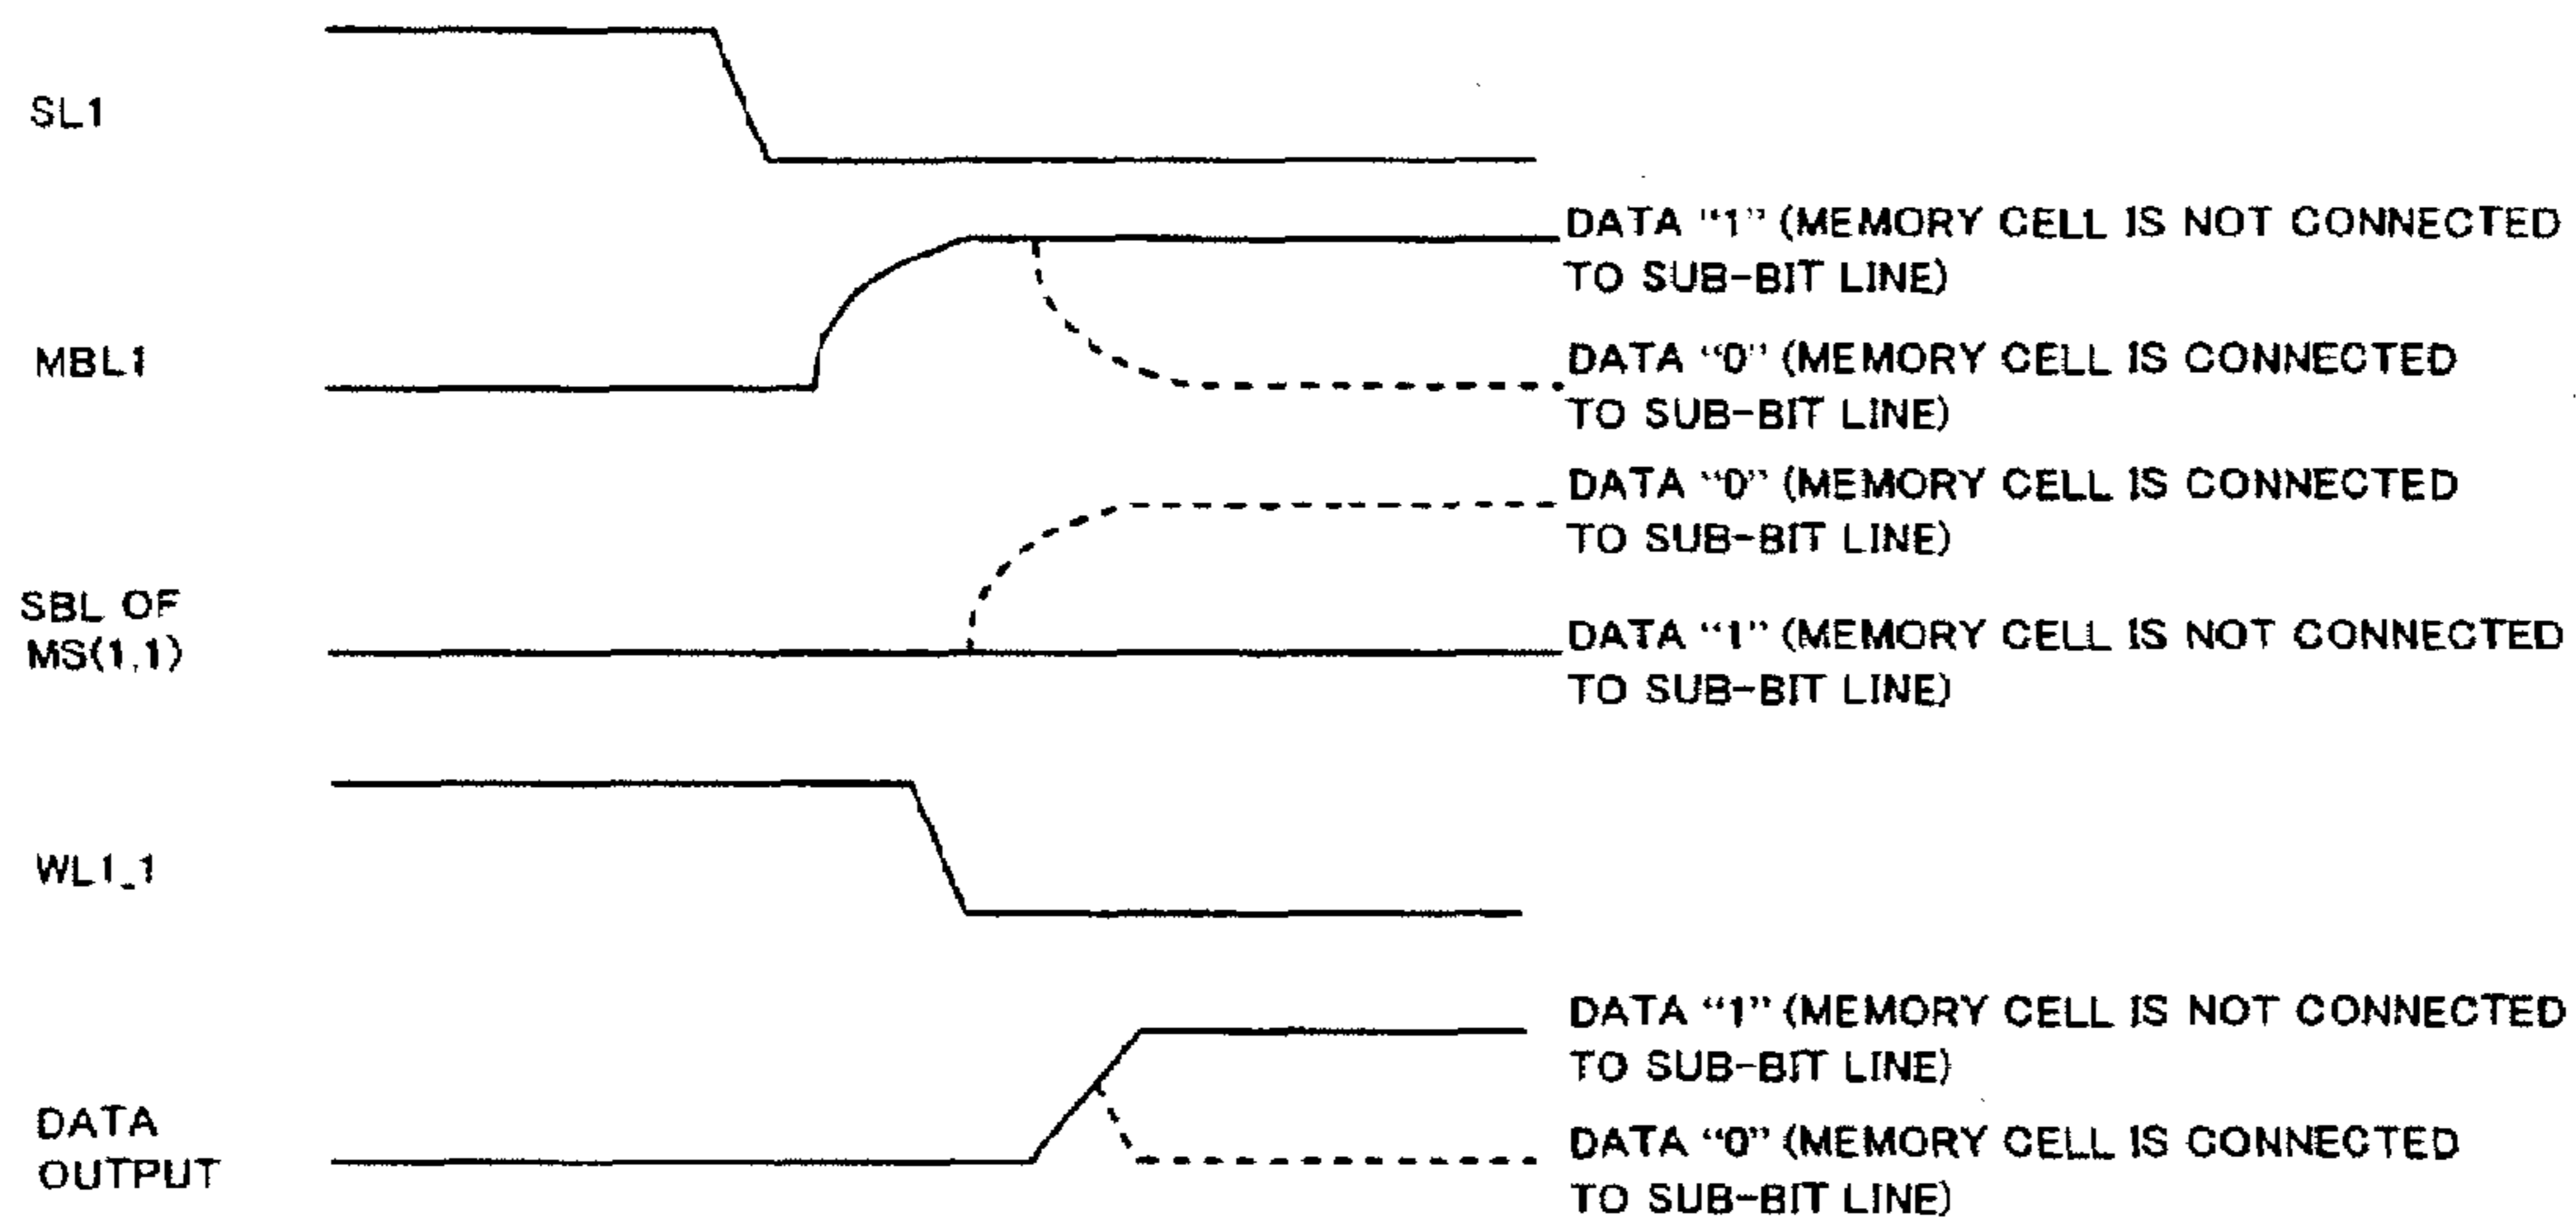 SL1
DATA “1” (MEMORY CELL IS NOT CONNECTED
TO SUB-BIT LINE)
MBL1
DATA “0” (MEMORY CELL IS CONNECTED
TO SUB-BIT LINE)
DATA “0” (MEMORY CELL IS CONNECTED
TO SUB-BIT LINE)
SBL OF
MS(1,1)
DATA “1” (MEMORY CELL IS NOT CONNECTED
TO SUB-BIT LINE)
WL1_1
DATA “1” (MEMORY CELL IS NOT CONNECTED
TO SUB-BIT LINE)
DATA
OUTPUT
DATA “0” (MEMORY CELL IS CONNECTED
TO SUB-BIT LINE)